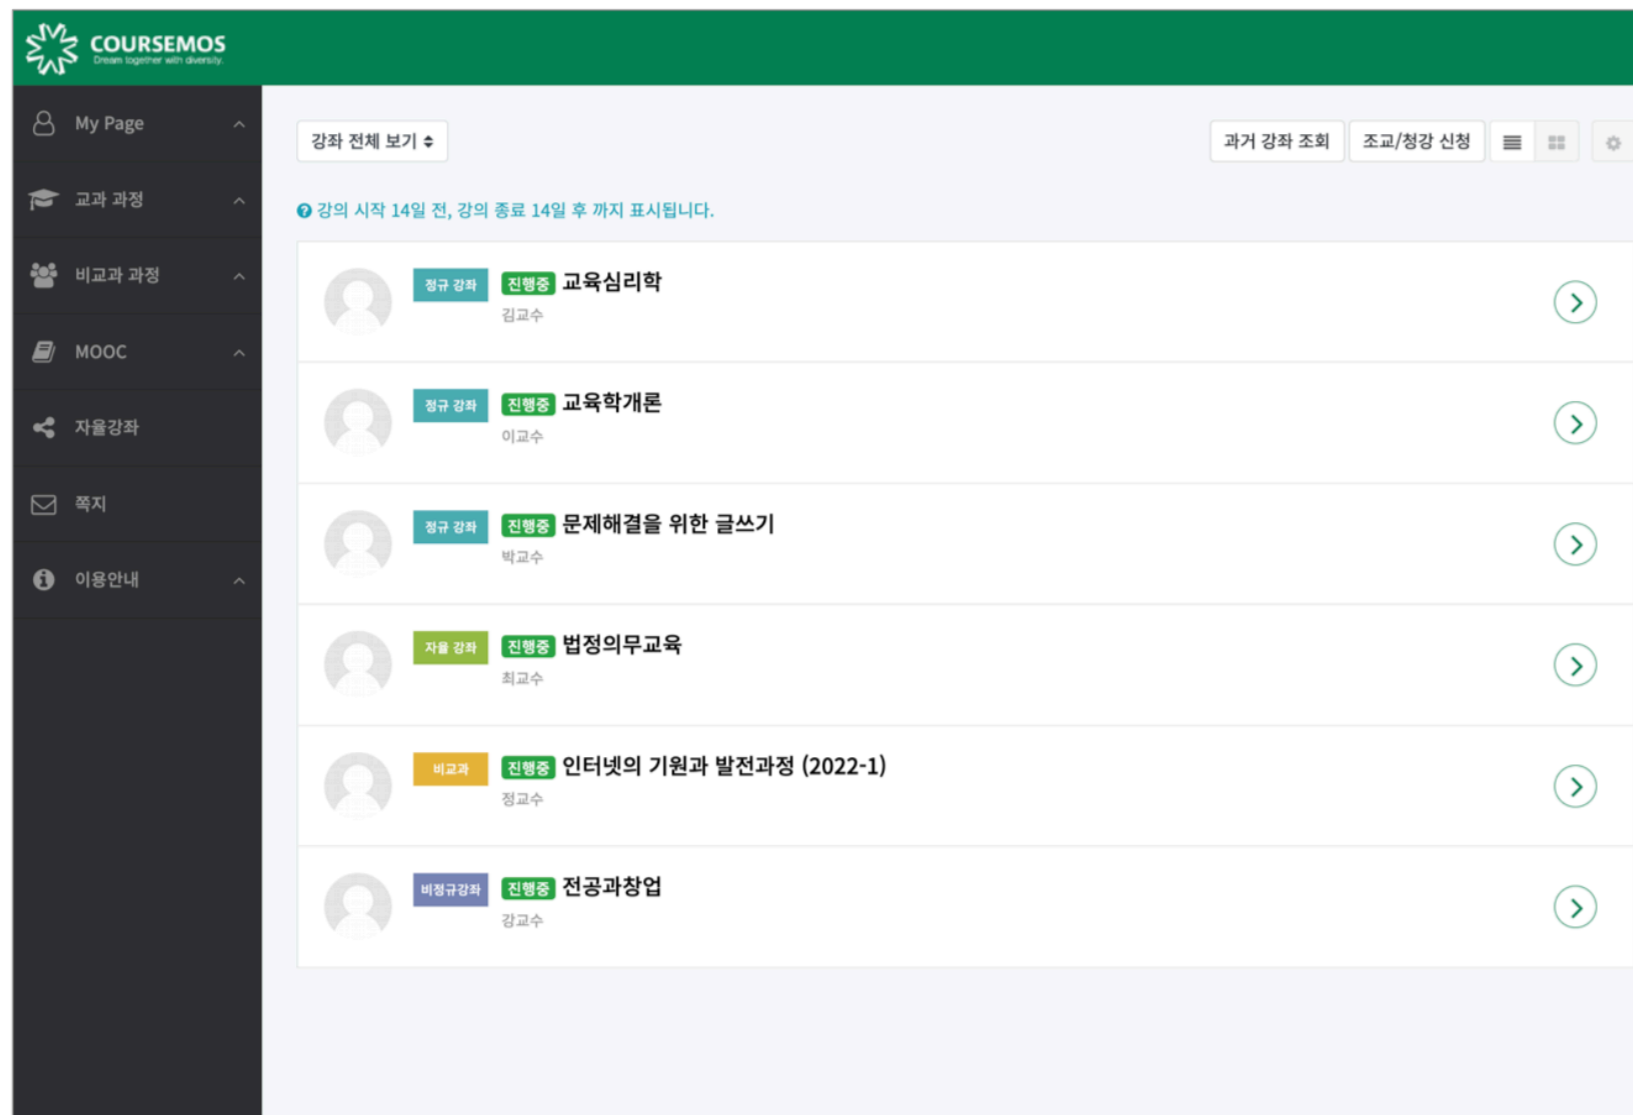 COURSEMOS
Dream together with diversity.
My Page
교과 과정
비교과 과정
MOOC
자율강좌
쪽지
이용안내
강좌 전체 보기
과거 강좌 조회
조교/청강 신청
강의 시작 14일 전, 강의 종료 14일 후 까지 표시됩니다.
정규 강좌 진행중 교육심리학
김교수
정규 강좌 진행중 교육학개론
이교수
정규 강좌 진행중 문제해결을 위한 글쓰기
박교수
자율 강좌 진행중 법정의무교육
최교수
비교과 진행중 인터넷의 기원과 발전과정 (2022-1)
정교수
비정규강좌 진행중 전공과창업
강교수